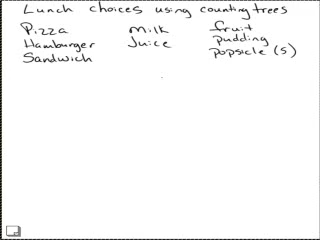 Lunch choices using counting trees
Pizza Milk fruit
Hamburger Juice pudding
Sandwich popsicle (s)